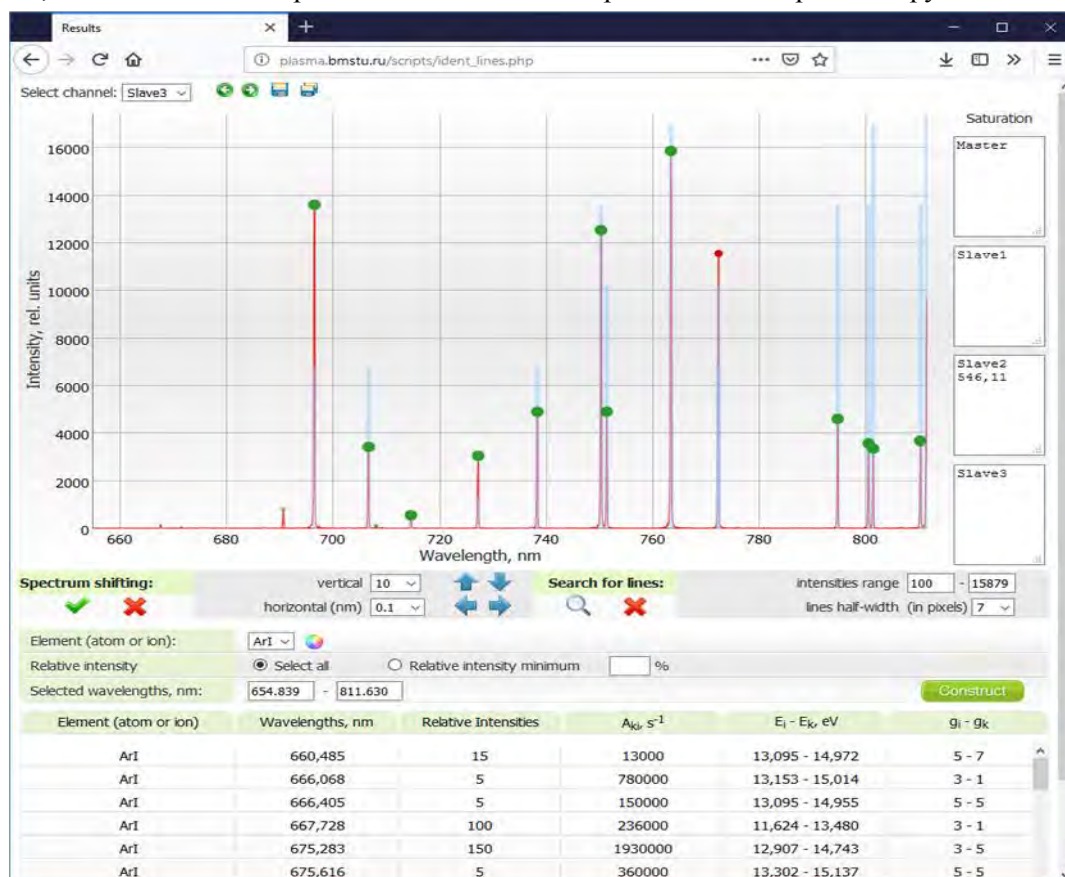 Results × +
plasma.bmstu.ru/scripts/ident_lines.php
Select channel: Slave3
Saturation
Master
Slave1
Slave2
546,11
Slave3
Intensity, rel. units
16000
14000
12000
10000
8000
6000
4000
2000
0
660 680 700 720 740 760 780 800
Wavelength, nm
Spectrum shifting: vertical 10 Search for lines: intensities range 100 - 15879
horizontal (nm) 0.1 lines half-width (in pixels) 7
Element (atom or ion): ArI
Relative intensity Select all Relative intensity minimum %
Selected wavelengths, nm: 654.839 - 811.630 Construct
Element (atom or ion) Wavelengths, nm Relative Intensities Aki, s-1 Ei - Ek, eV gi - gk
ArI 660,485 15 13000 13,095 - 14,972 5 - 7
ArI 666,068 5 780000 13,153 - 15,014 3 - 1
ArI 666,405 5 150000 13,095 - 14,955 5 - 5
ArI 667,728 100 236000 11,624 - 13,480 3 - 1
ArI 675,283 150 1930000 12,907 - 14,743 3 - 5
ArI 675,616 5 360000 13,302 - 15,137 5 - 5